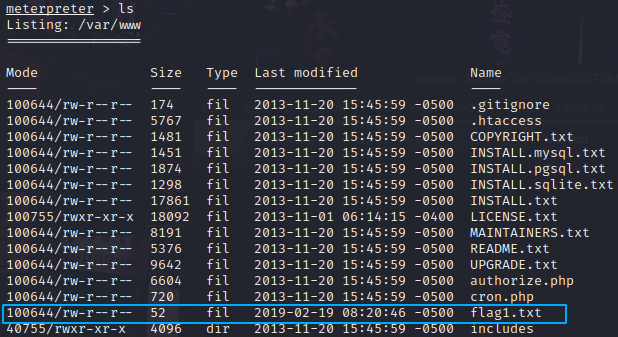 meterpreter > ls
Listing: /var/www
=================
Mode Size Type Last modified Name
---- ---- ---- ------------- ----
100644/rw-r--r-- 174 fil 2013-11-20 15:45:59 -0500 .gitignore
100644/rw-r--r-- 5767 fil 2013-11-20 15:45:59 -0500 .htaccess
100644/rw-r--r-- 1481 fil 2013-11-20 15:45:59 -0500 COPYRIGHT.txt
100644/rw-r--r-- 1451 fil 2013-11-20 15:45:59 -0500 INSTALL.mysql.txt
100644/rw-r--r-- 1874 fil 2013-11-20 15:45:59 -0500 INSTALL.pgsql.txt
100644/rw-r--r-- 1298 fil 2013-11-20 15:45:59 -0500 INSTALL.sqlite.txt
100644/rw-r--r-- 17861 fil 2013-11-20 15:45:59 -0500 INSTALL.txt
100755/rwxr-xr-x 18092 fil 2013-11-01 06:14:15 -0400 LICENSE.txt
100644/rw-r--r-- 8191 fil 2013-11-20 15:45:59 -0500 MAINTAINERS.txt
100644/rw-r--r-- 5376 fil 2013-11-20 15:45:59 -0500 README.txt
100644/rw-r--r-- 9642 fil 2013-11-20 15:45:59 -0500 UPGRADE.txt
100644/rw-r--r-- 6604 fil 2013-11-20 15:45:59 -0500 authorize.php
100644/rw-r--r-- 720 fil 2013-11-20 15:45:59 -0500 cron.php
100644/rw-r--r-- 52 fil 2019-02-19 08:20:46 -0500 flag1.txt
40755/rwxr-xr-x 4096 dir 2013-11-20 15:45:59 -0500 includes